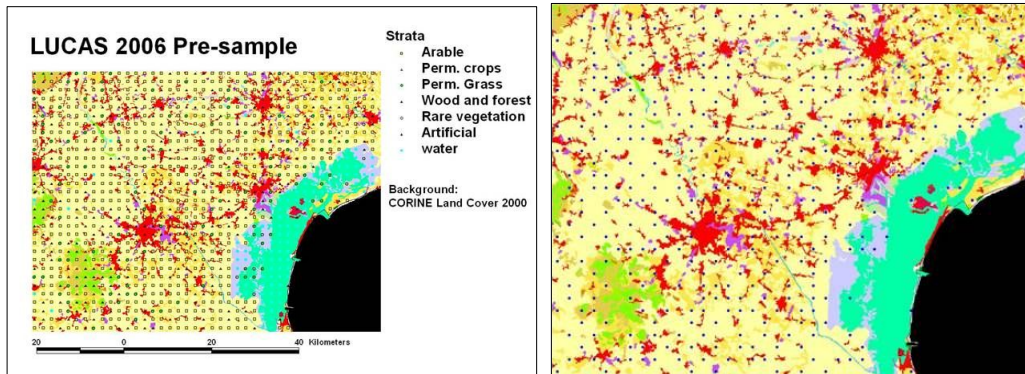 LUCAS 2006 Pre-sample
Strata
Arable
Perm. crops
Perm. Grass
Wood and forest
Rare vegetation
Artificial
water
Background:
CORINE Land Cover 2000
20 0 20 40 Kilometers